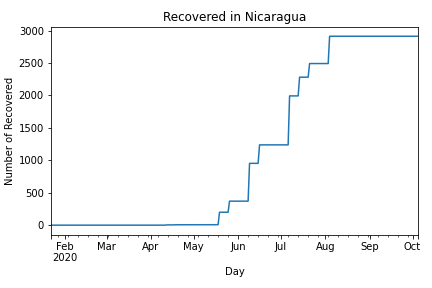 Recovered in Nicaragua
Number of Recovered
3000
2500
2000
1500
1000
500
0
Feb Mar Apr May Jun Jul Aug Sep Oct
2020
Day